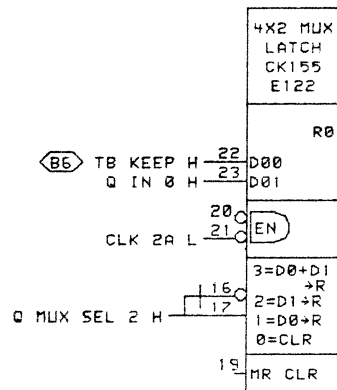 4X2 MUX
LATCH
CK155
E122
R0
B6 TB KEEP H 22 D00
Q IN 0 H 23 D01
20
CLK 2A L 21 EN
16
Q MUX SEL 2 H 17
3=D0+D1
→R
2=D1→R
1=D0→R
0=CLR
19 MR CLR